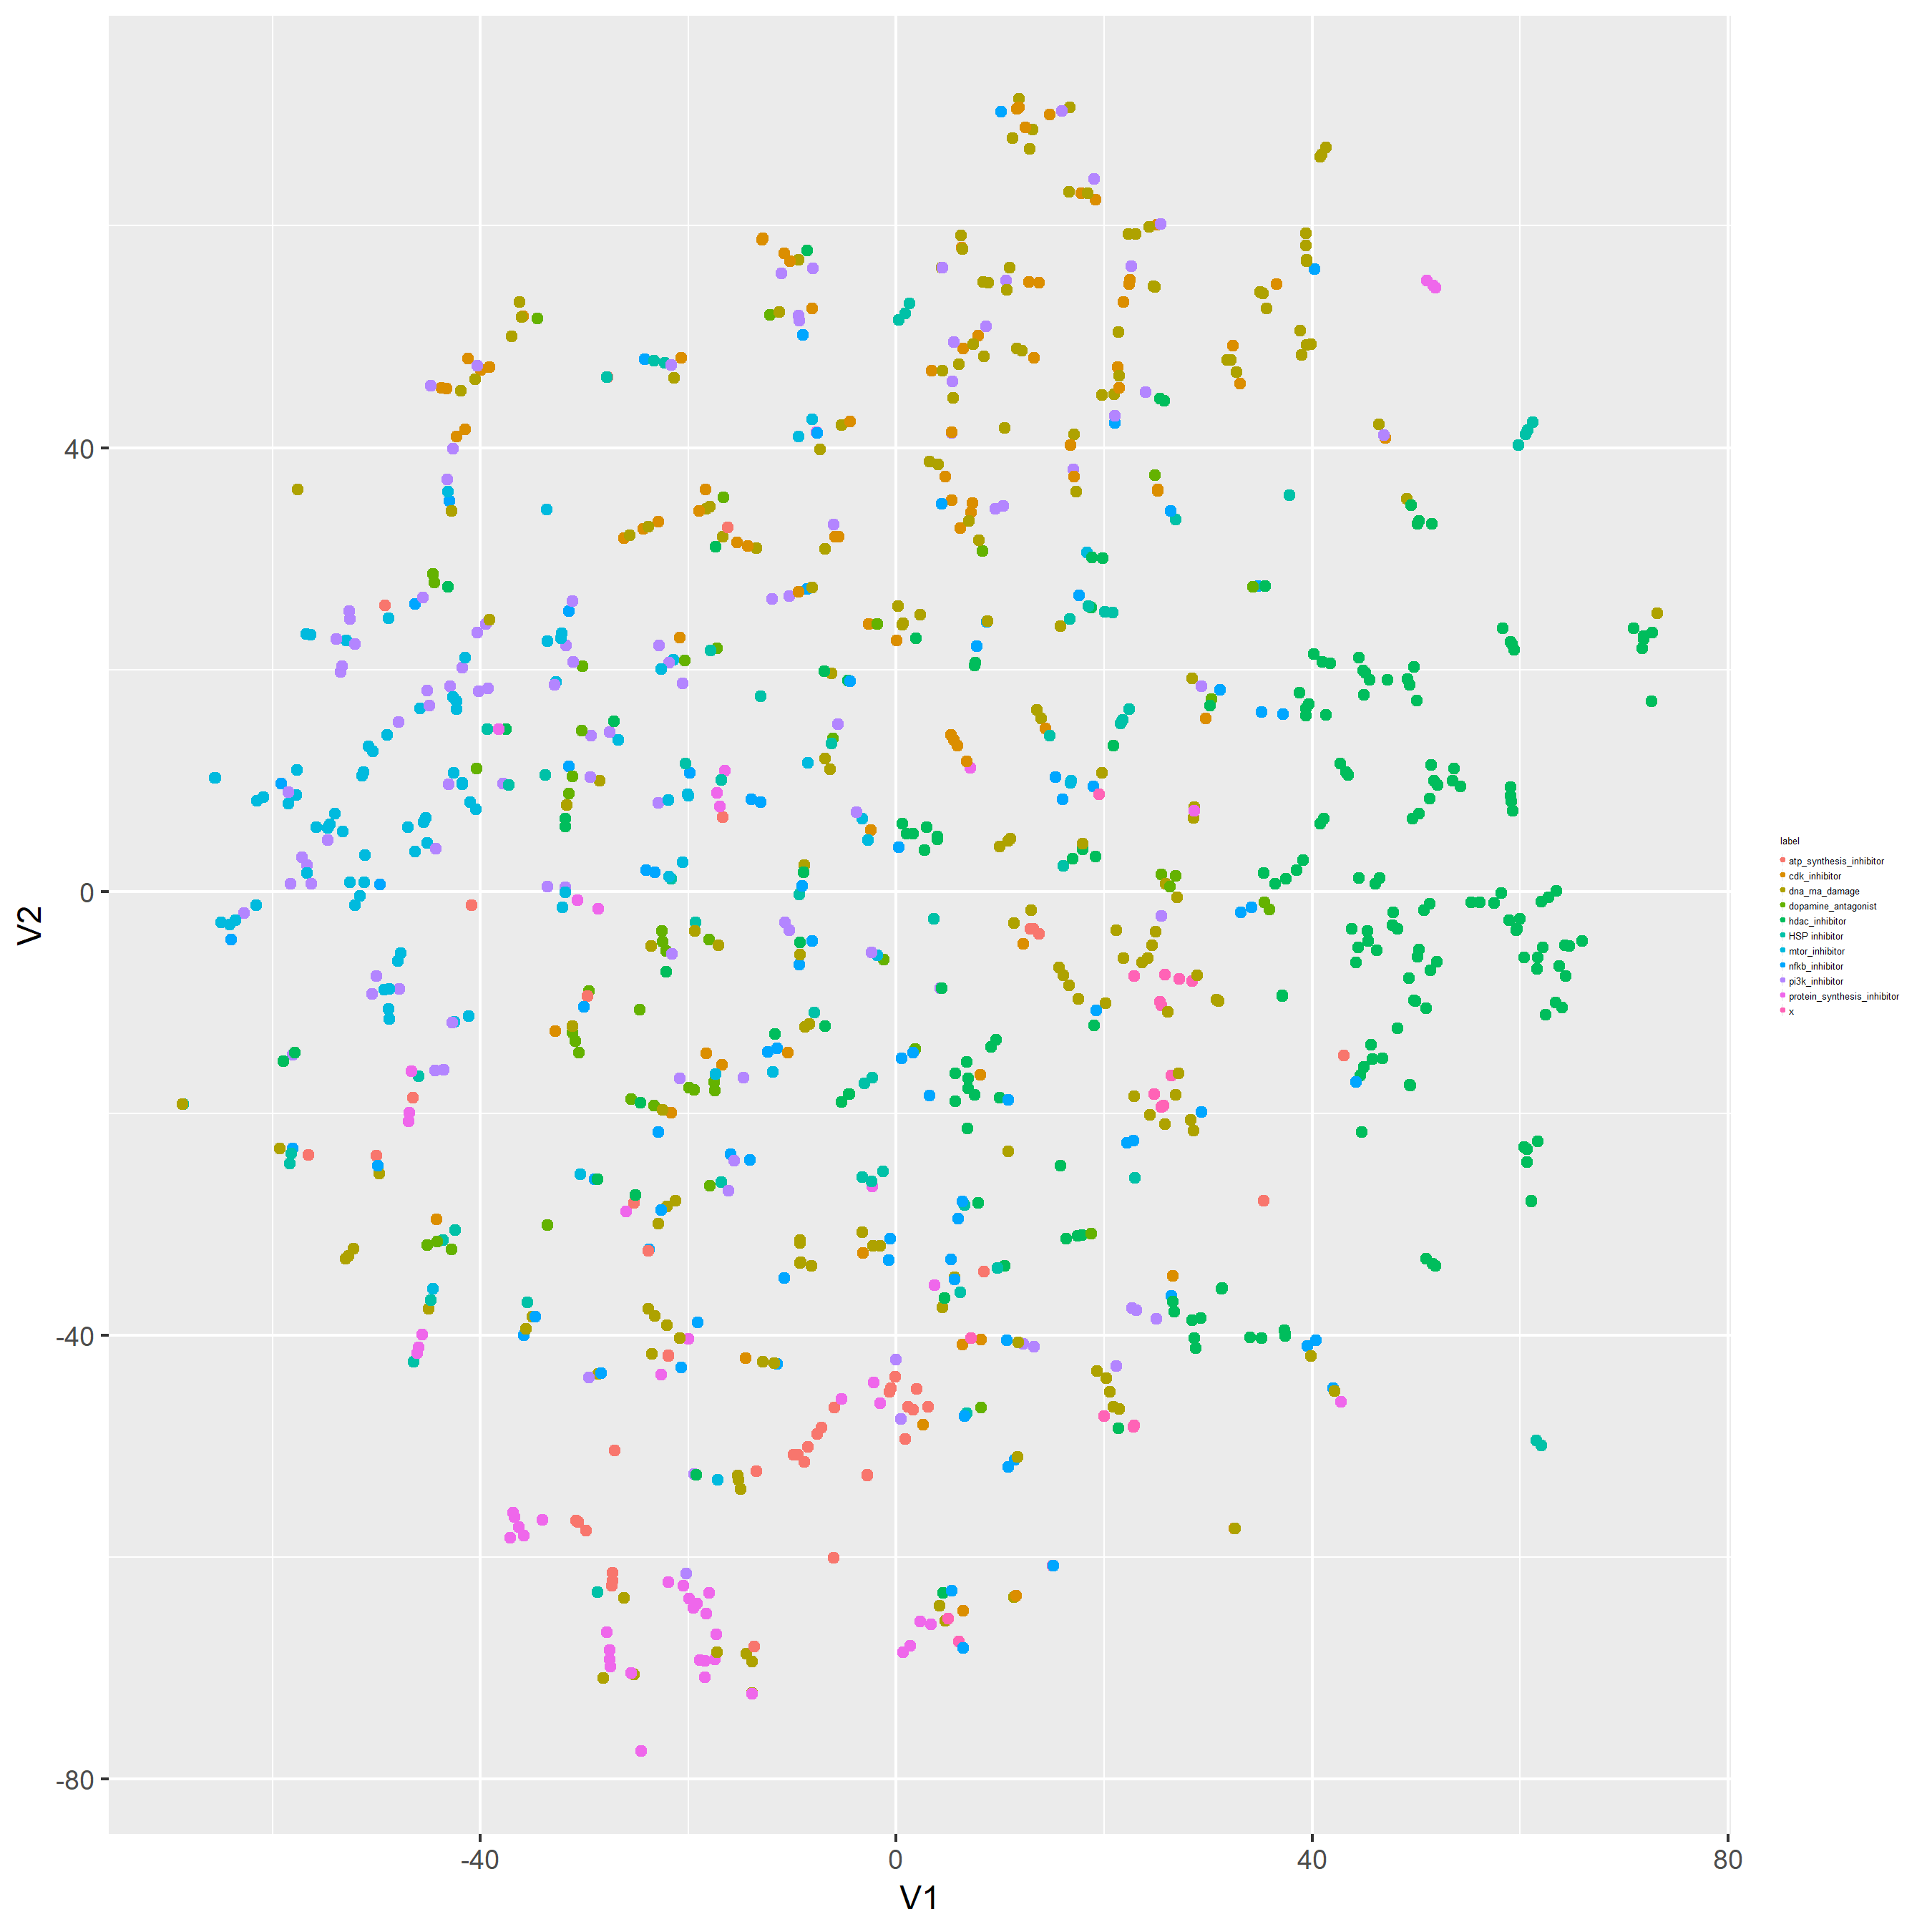 40
0
-40
-80
V2
-40
0
40
80
V1
label
atp_synthesis_inhibitor
cdk_inhibitor
dna_rna_damage
dopamine_antagonist
hdac_inhibitor
HSP inhibitor
mtor_inhibitor
nfkb_inhibitor
pi3k_inhibitor
protein_synthesis_inhibitor
x